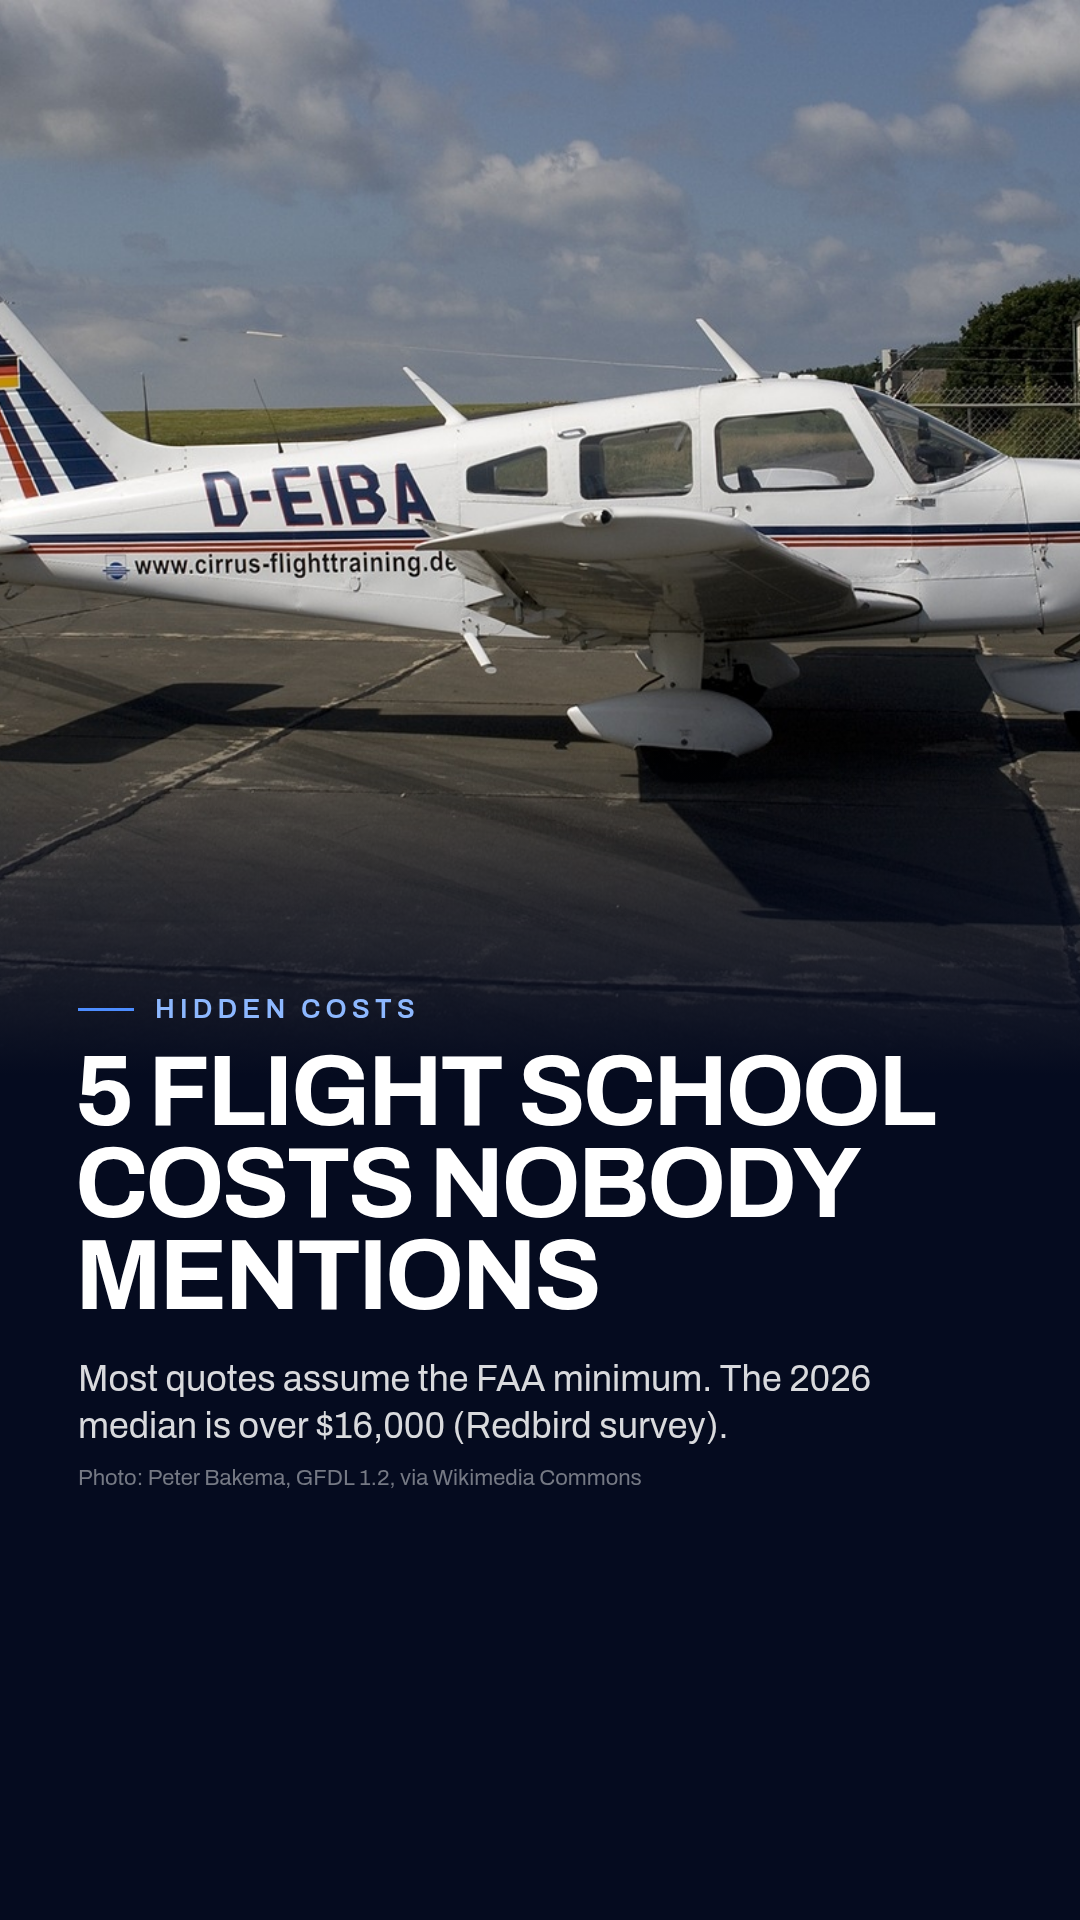 D-EIBA
www.cirrus-flighttraining.de
HIDDEN COSTS
5 FLIGHT SCHOOL
COSTS NOBODY
MENTIONS
Most quotes assume the FAA minimum. The 2026
median is over $16,000 (Redbird survey).
Photo: Peter Bakema, GFDL 1.2, via Wikimedia Commons